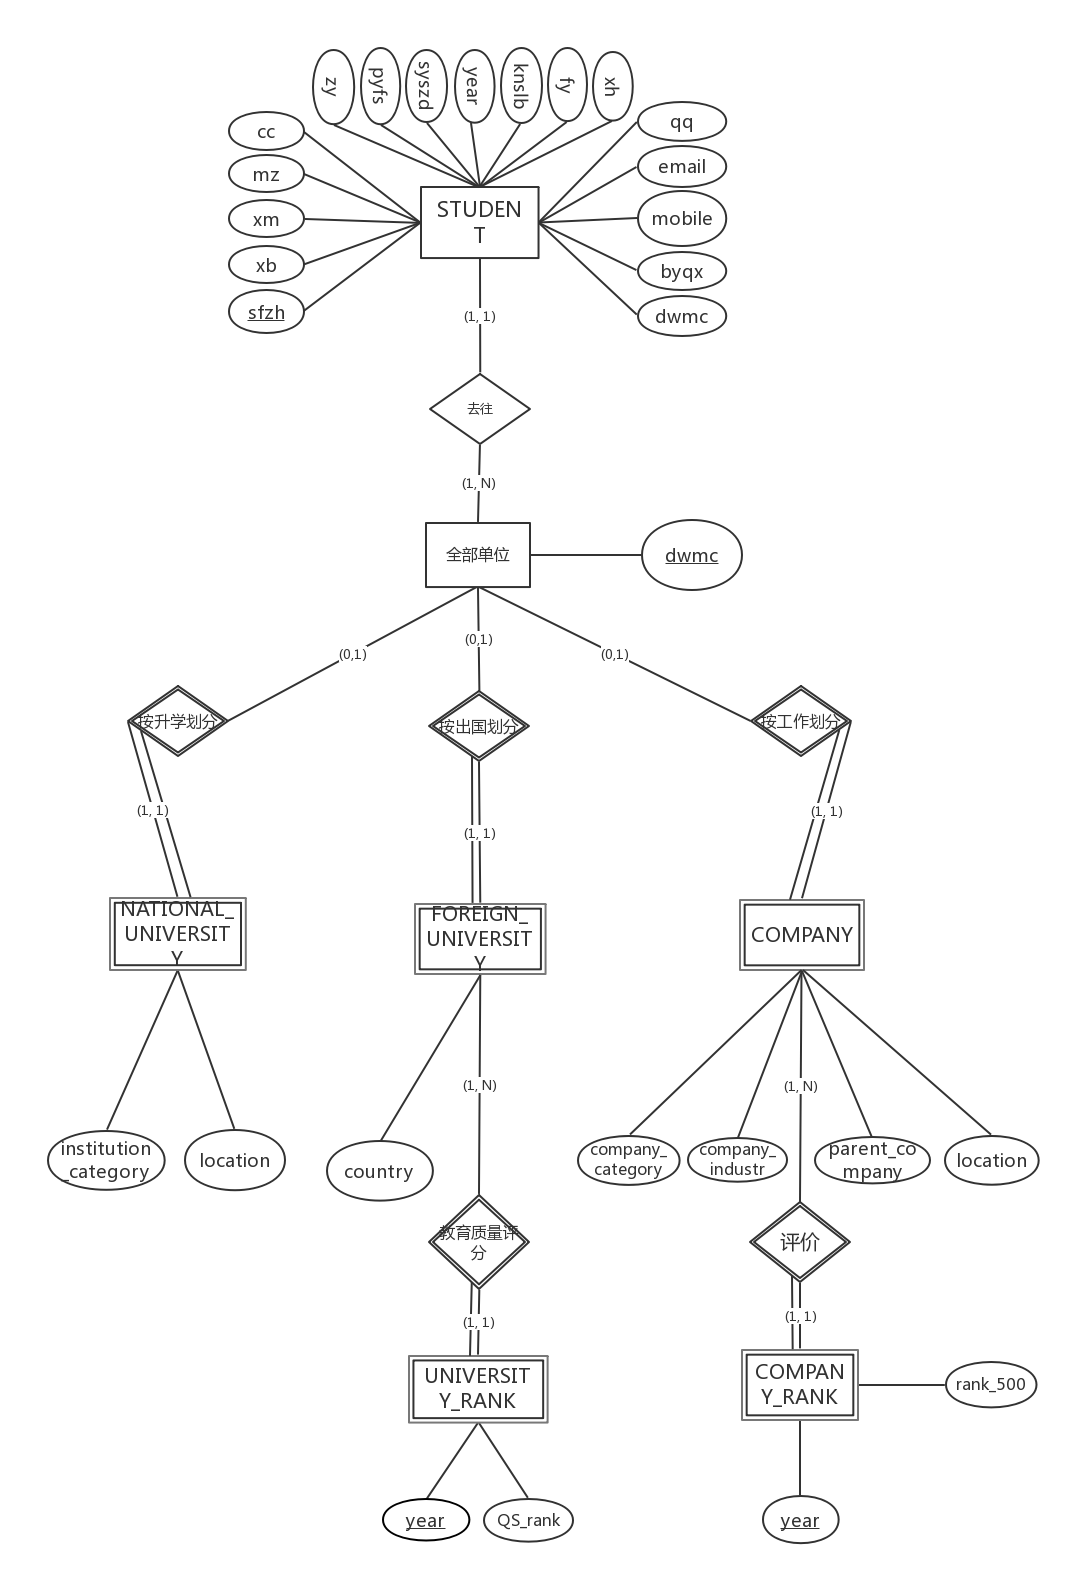 zy
pyfs
syszd
year
knslb
fy
xh
cc
mz
xm
xb
sfzh
qq
email
mobile
byqx
dwmc
STUDEN
T
(1, 1)
去往
(1, N)
全部单位
dwmc
(0,1)
(0,1)
(0,1)
按升学划分
按出国划分
按工作划分
(1, 1)
(1, 1)
(1, 1)
NATIONAL_
UNIVERSIT
Y
FOREIGN_
UNIVERSIT
Y
COMPANY
(1, N)
(1, N)
institution
_category
location
country
company_
category
company_
industr
parent_co
mpany
location
教育质量评
分
评价
(1, 1)
(1, 1)
UNIVERSIT
Y_RANK
COMPAN
Y_RANK
rank_500
year
QS_rank
year